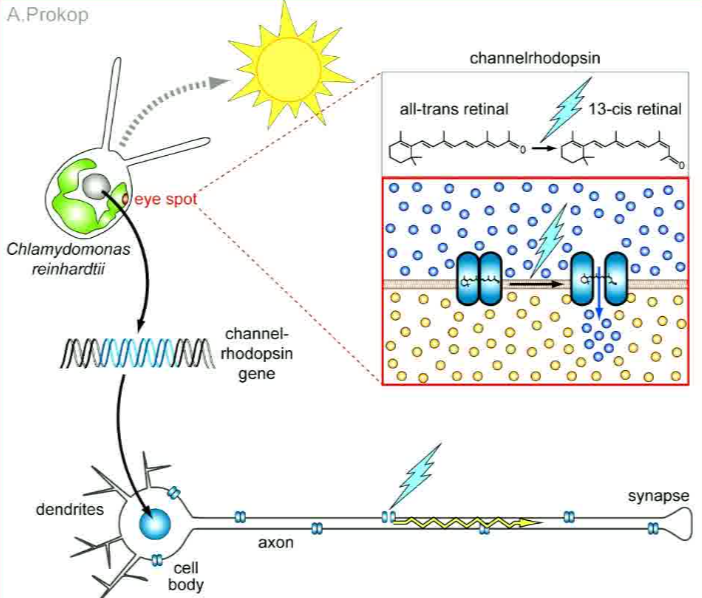 A.Prokop
channelrhodopsin
all-trans retinal
13-cis retinal
O
O
eye spot
Chlamydomonas
reinhardtii
channel-
rhodopsin
gene
dendrites
synapse
axon
cell
body